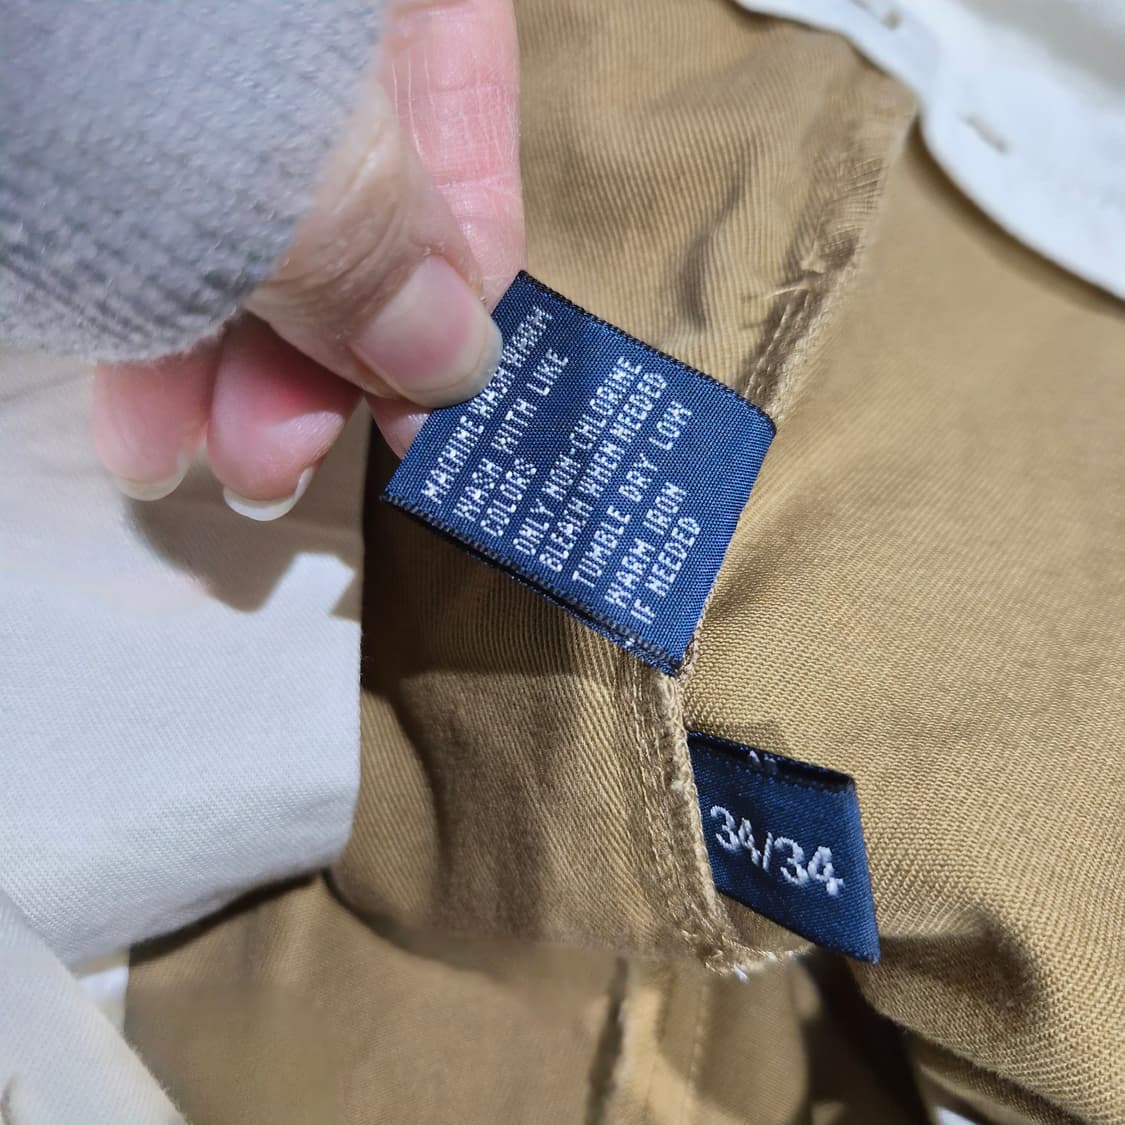 MACHINE WASH WARM
WASH WITH LIKE
COLORS
ONLY NON-CHLORINE
BLEACH WHEN NEEDED
TUMBLE DRY LOW
WARM IRON
IF NEEDED
34/34